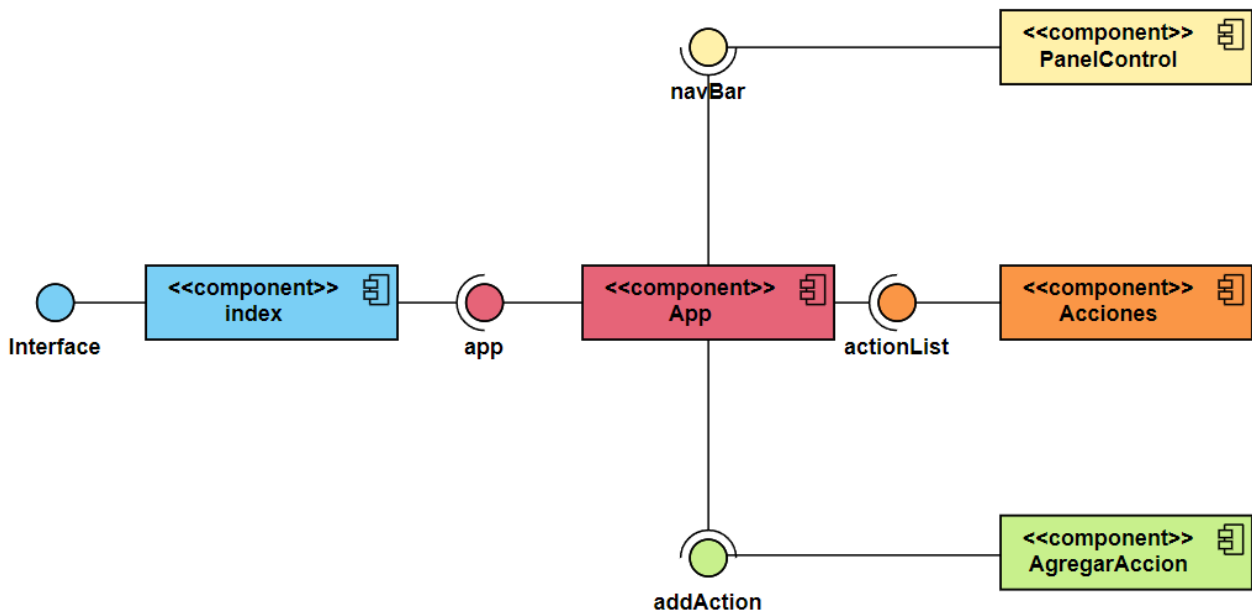 <<component>>
PanelControl
navBar
<<component>>
index
<<component>>
App
<<component>>
Acciones
Interface
app
actionList
<<component>>
AgregarAccion
addAction